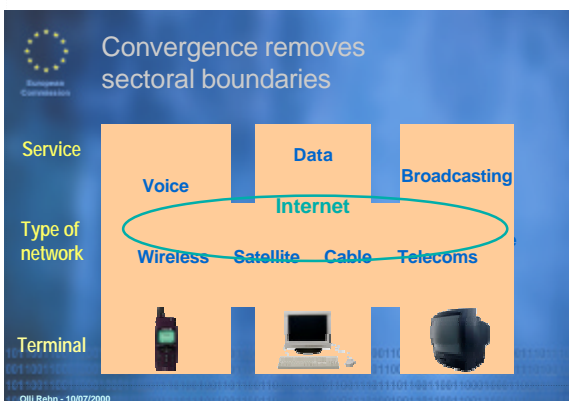 Convergence removes
sectoral boundaries
European
Commission
Service
Data
Voice
Broadcasting
Internet
Type of
network
Wireless Satellite Cable Telecoms
Terminal
Olli Rehn - 10/07/2000